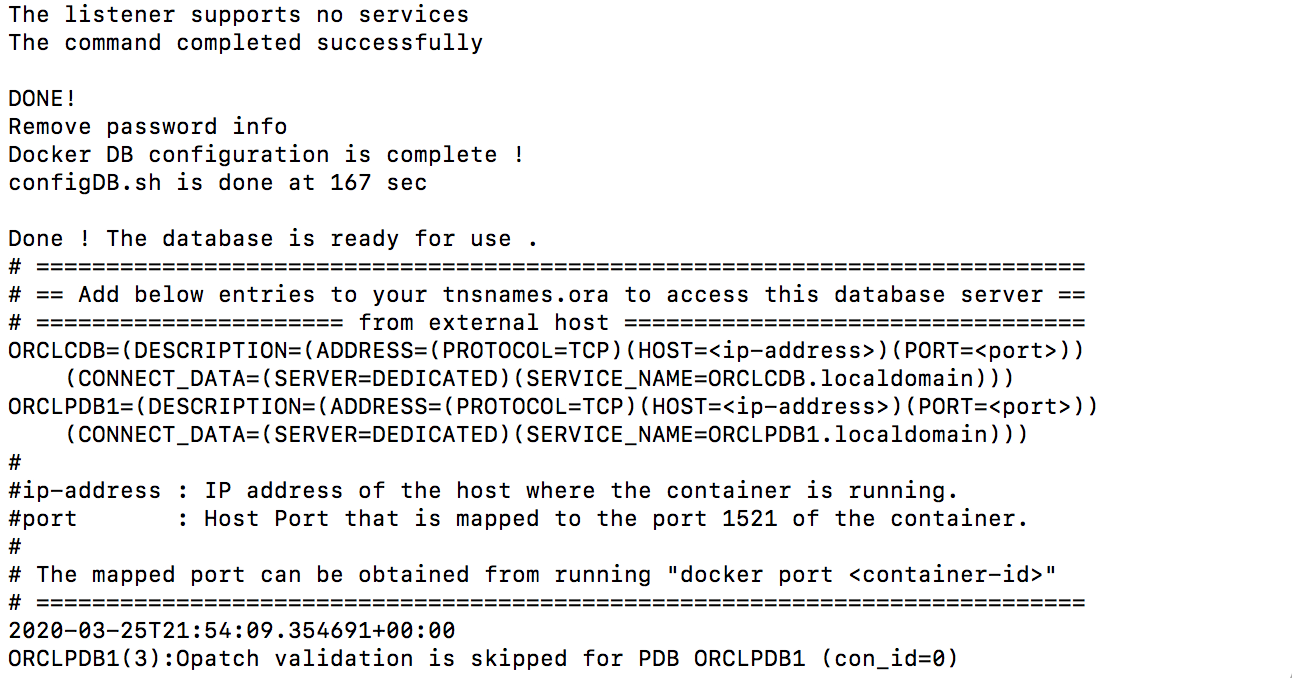 The listener supports no services
The command completed successfully

DONE!
Remove password info
Docker DB configuration is complete !
configDB.sh is done at 167 sec

Done ! The database is ready for use .
# ===========================================================================
# == Add below entries to your tnsnames.ora to access this database server ==
# ====================== from external host =================================
ORCLCDB=(DESCRIPTION=(ADDRESS=(PROTOCOL=TCP)(HOST=<ip-address>)(PORT=<port>))
    (CONNECT_DATA=(SERVER=DEDICATED)(SERVICE_NAME=ORCLCDB.localdomain)))
ORCLPDB1=(DESCRIPTION=(ADDRESS=(PROTOCOL=TCP)(HOST=<ip-address>)(PORT=<port>))
    (CONNECT_DATA=(SERVER=DEDICATED)(SERVICE_NAME=ORCLPDB1.localdomain)))
#
#ip-address : IP address of the host where the container is running.
#port       : Host Port that is mapped to the port 1521 of the container.
#
# The mapped port can be obtained from running "docker port <container-id>"
# ===========================================================================
2020-03-25T21:54:09.354691+00:00
ORCLPDB1(3):Opatch validation is skipped for PDB ORCLPDB1 (con_id=0)